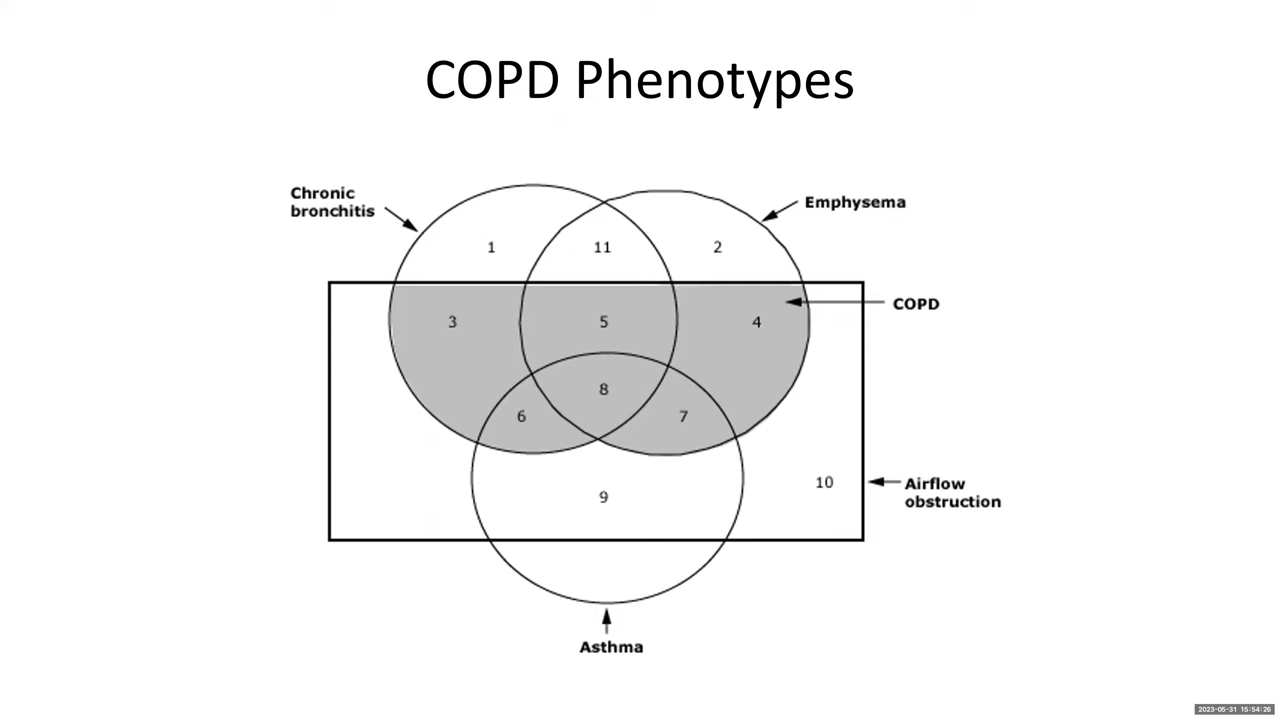 COPD Phenotypes
Chronic
bronchitis
Emphysema
1
11
2
COPD
3
5
4
8
6
7
10
Airflow
obstruction
9
Asthma
2023-05-31 15:54:26